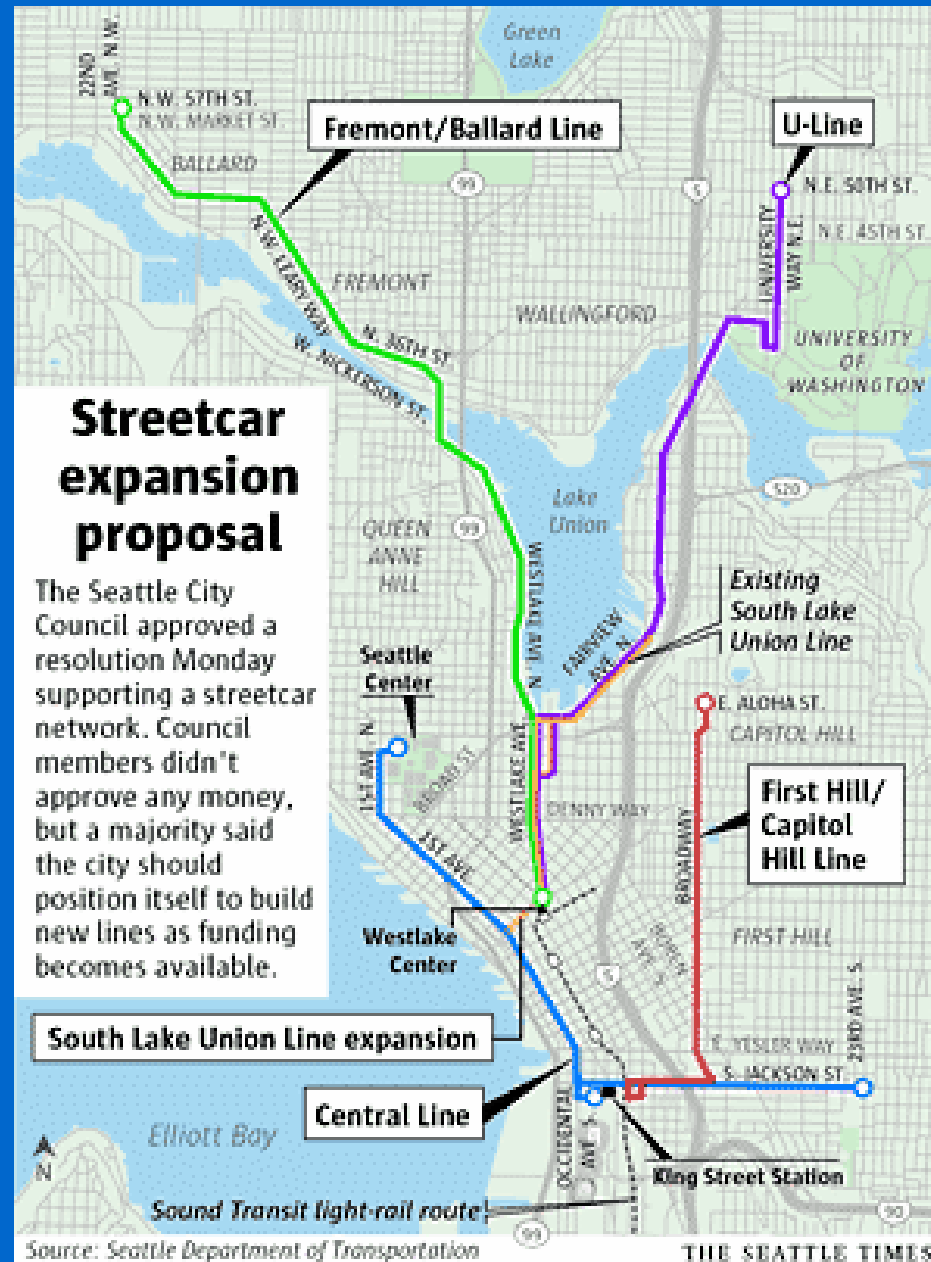 Green
Lake
22ND
AVE. N.W.
N.W. 57TH ST.
N.W. MARKET ST.
BALLARD
Fremont/Ballard Line
U-Line
99
5
N.E. 50TH ST.
N.E. 45TH ST.
UNIVERSITY
WAY N.E.
N.W. LEARY WAY
FREMONT
WALLINGFORD
N. 36TH ST.
W. NICKERSON ST.
UNIVERSITY
OF
WASHINGTON
Streetcar
expansion
proposal
The Seattle City
Council approved a
resolution Monday
supporting a streetcar
network. Council
members didn't
approve any money,
but a majority said
the city should
position itself to build
new lines as funding
becomes available.
520
Lake
Union
QUEEN
ANNE
HILL
99
WESTLAKE AVE. N.
FAIRVIEW
AVE. N.
Existing
South Lake
Union Line
Seattle
Center
E. ALOHA ST.
CAPITOL HILL
1ST AVE. N.
BROAD ST.
WESTLAKE AVE.
DENNY WAY
First Hill/
Capitol
Hill Line
1ST AVE.
BROADWAY
Westlake
Center
5
BOREN
AVE. S.
FIRST HILL
South Lake Union Line expansion
23RD AVE. S.
E. YESLER WAY
S. JACKSON ST.
Central Line
OCCIDENTAL
AVE. S.
Elliott Bay
N
King Street Station
Sound Transit light-rail route
99
90
Source: Seattle Department of Transportation
THE SEATTLE TIMES